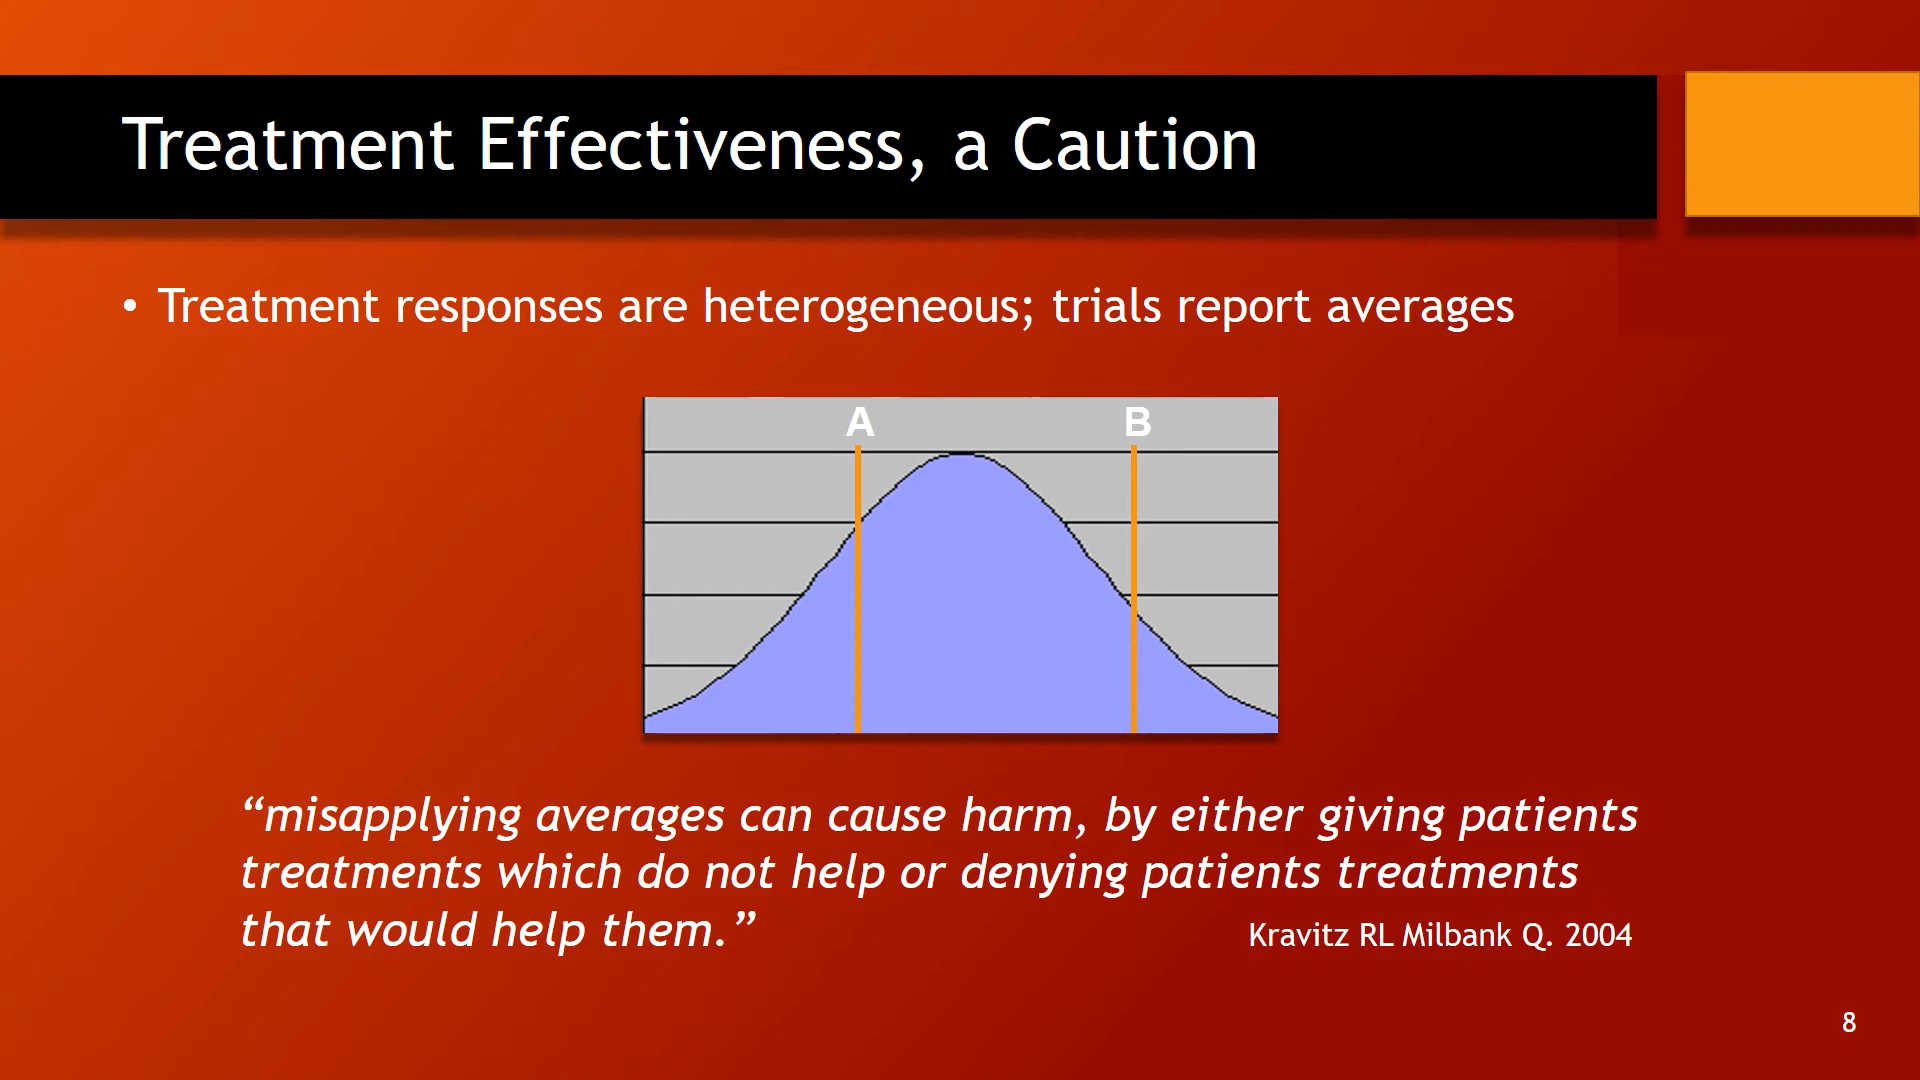 Treatment Effectiveness, a Caution
• Treatment responses are heterogeneous; trials report averages
A B
“misapplying averages can cause harm, by either giving patients
treatments which do not help or denying patients treatments
that would help them.”
Kravitz RL Milbank Q. 2004
8